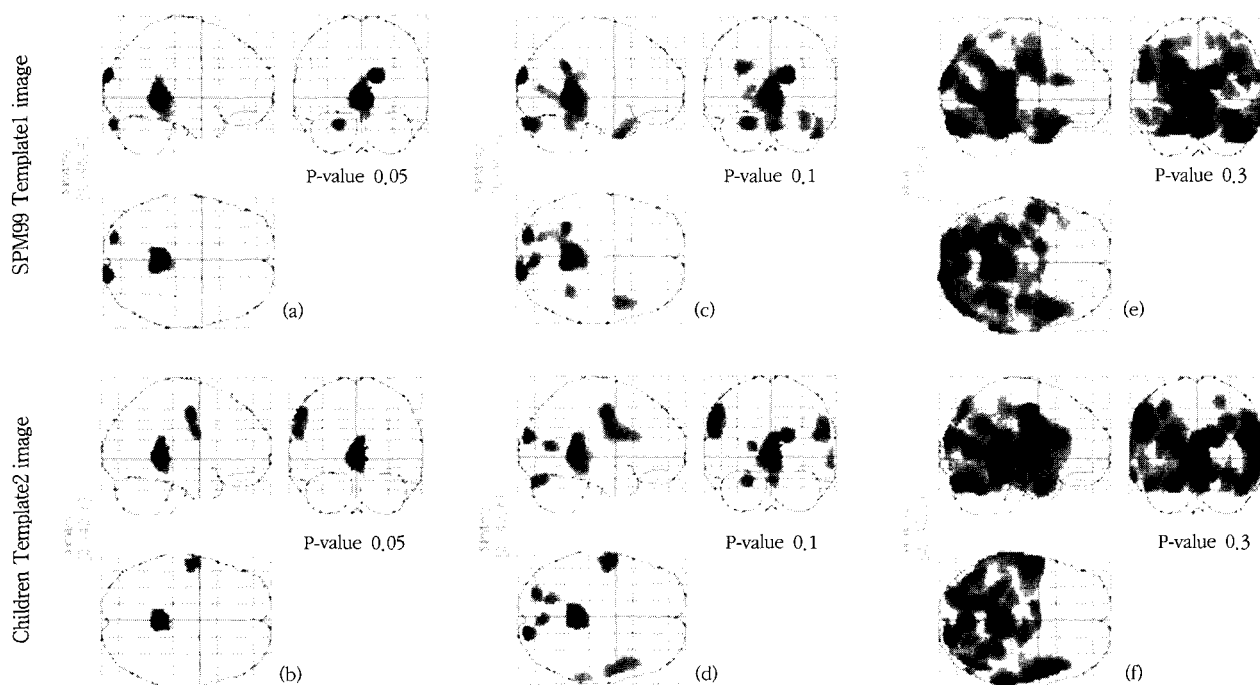 SPM99 Template1 image
P-value 0.05
P-value 0.1
P-value 0.3
(a)
(c)
(e)
Children Template2 image
P-value 0.05
P-value 0.1
P-value 0.3
(b)
(d)
(f)